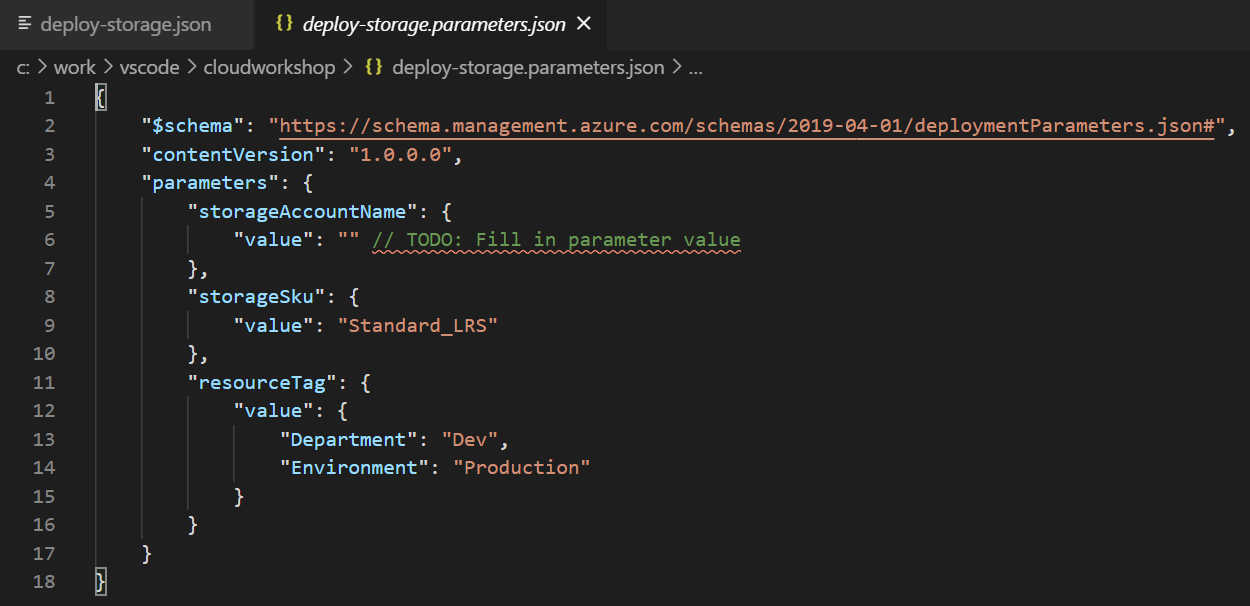 deploy-storage.json {} deploy-storage.parameters.json ×
c: > work > vscode > cloudworkshop > {} deploy-storage.parameters.json > ...
1 {
2     "$schema": "https://schema.management.azure.com/schemas/2019-04-01/deploymentParameters.json#",
3     "contentVersion": "1.0.0.0",
4     "parameters": {
5         "storageAccountName": {
6             "value": "" // TODO: Fill in parameter value
7         },
8         "storageSku": {
9             "value": "Standard_LRS"
10         },
11         "resourceTag": {
12             "value": {
13                 "Department": "Dev",
14                 "Environment": "Production"
15             }
16         }
17     }
18 }